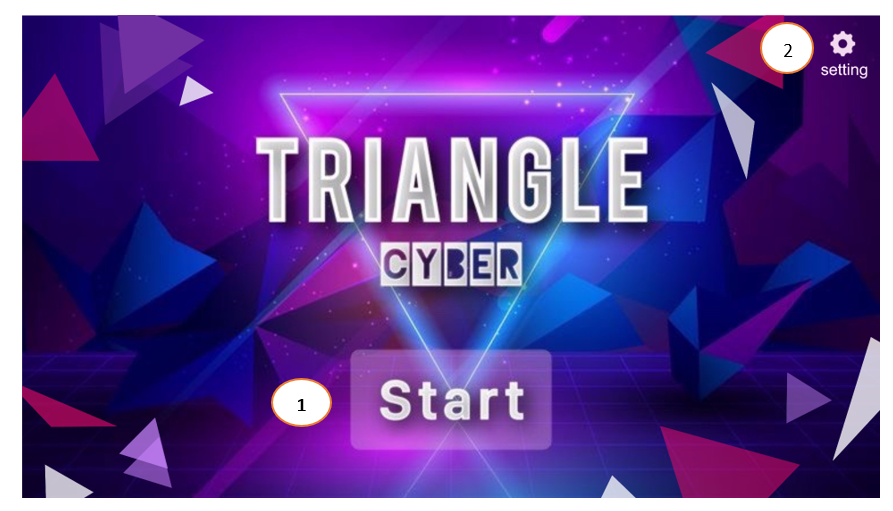 2
setting
TRIANGLE
CYBER
1
Start